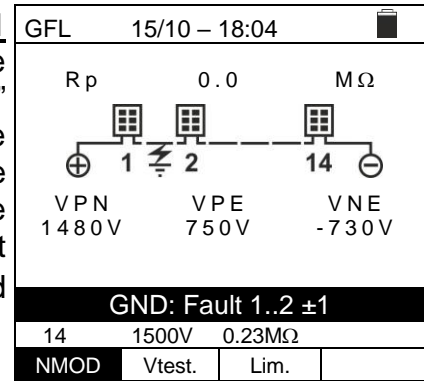 GFL 15/10 – 18:04
Rp 0.0 MΩ
1 2 14
VPN VPE VNE
1480V 750V -730V
GND: Fault 1..2 ±1
14 1500V 0.23MΩ
NMOD Vtest. Lim.